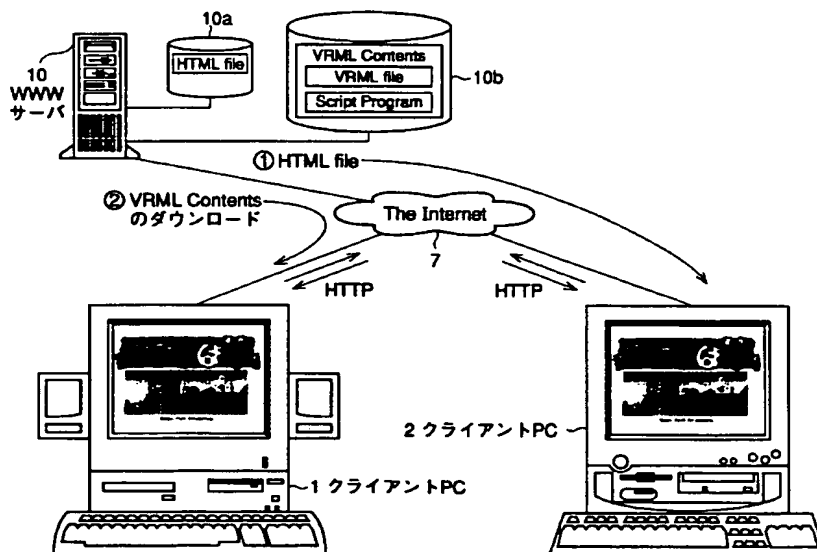 10a
10
WWW
サーバ
HTML file
VRML Contents
VRML file
Script Program
10b
① HTML file
② VRML Contents
のダウンロード
The Internet
7
HTTP
HTTP
2 クライアントPC
1 クライアントPC